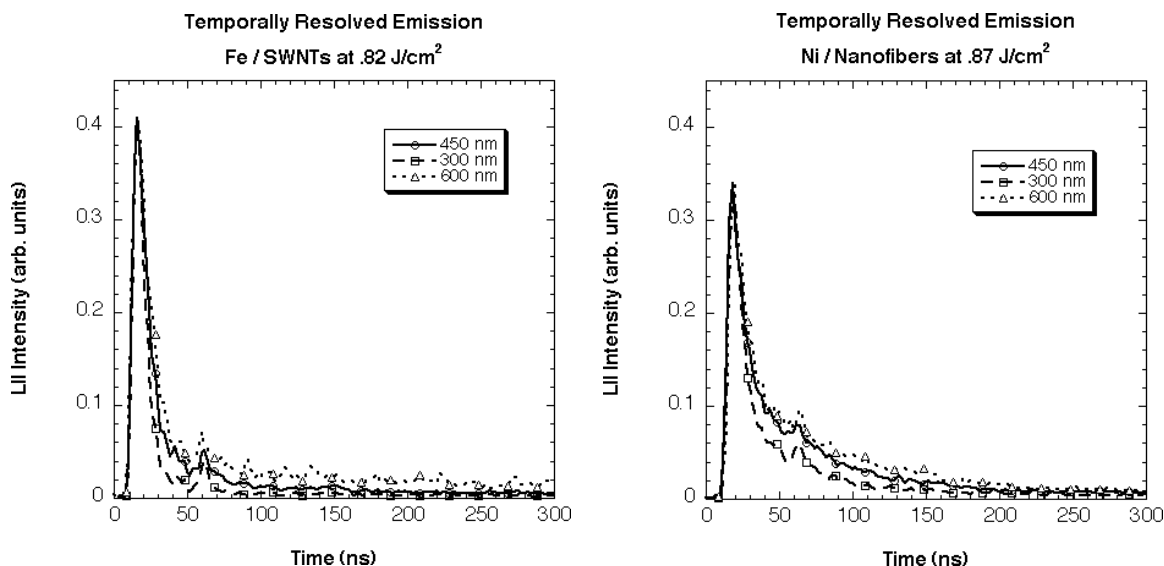 Temporally Resolved Emission
Fe / SWNTs at .82 J/cm²
LII Intensity (arb. units)
0.4
0.3
0.2
0.1
0
450 nm
300 nm
600 nm
0 50 100 150 200 250 300
Time (ns)
Temporally Resolved Emission
Ni / Nanofibers at .87 J/cm²
LII Intensity (arb. units)
0.4
0.3
0.2
0.1
0
450 nm
300 nm
600 nm
0 50 100 150 200 250 300
Time (ns)